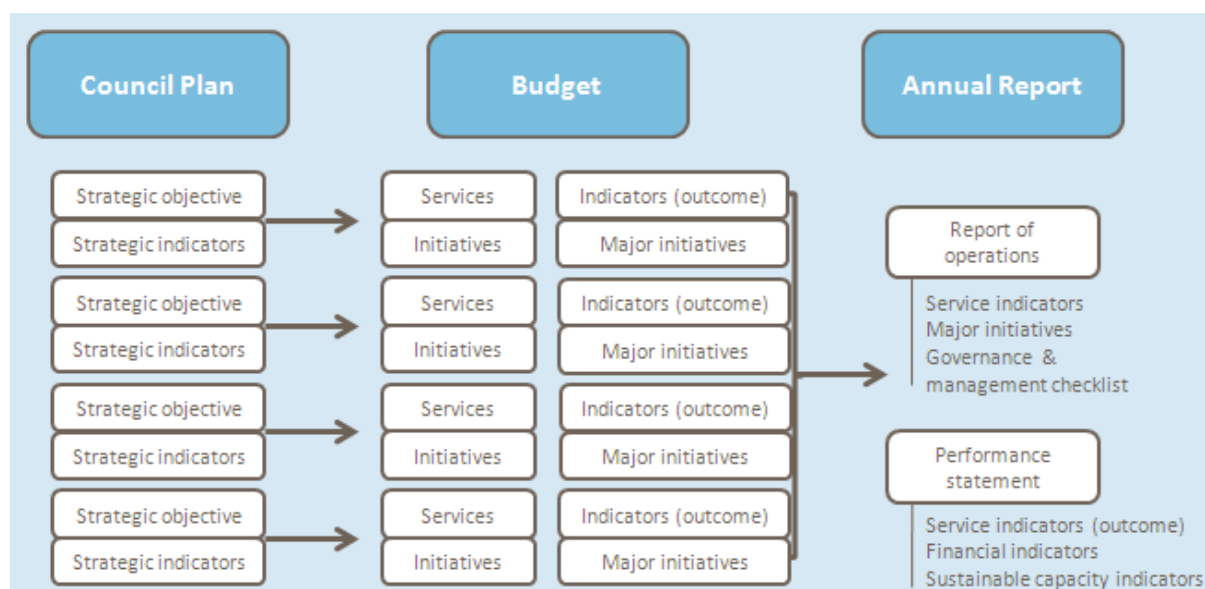 Council Plan
Budget
Annual Report
Strategic objective
Strategic indicators
Services
Initiatives
Indicators (outcome)
Major initiatives
Strategic objective
Strategic indicators
Services
Initiatives
Indicators (outcome)
Major initiatives
Strategic objective
Strategic indicators
Services
Initiatives
Indicators (outcome)
Major initiatives
Strategic objective
Strategic indicators
Services
Initiatives
Indicators (outcome)
Major initiatives
Report of
operations
Service indicators
Major initiatives
Governance &
management checklist
Performance
statement
Service indicators (outcome)
Financial indicators
Sustainable capacity indicators